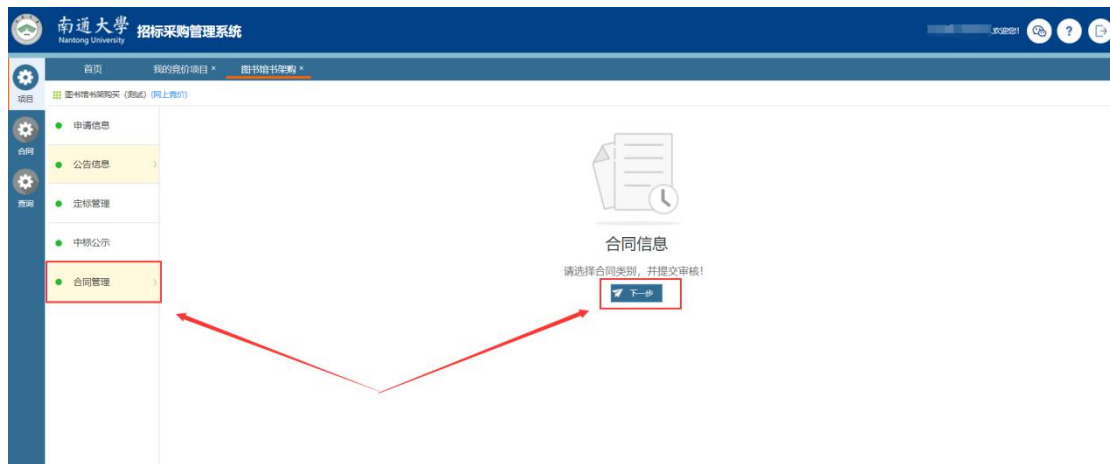 南通大學 招标采购管理系统
Nantong University
,欢迎您! ?
首页 我的竞价项目 × 图书馆书架购 ×
项目
图书馆书架购买（测试）(网上竞价)
申请信息
合同
公告信息
查询
定标管理
中标公示
合同管理
合同信息
请选择合同类别，并提交审核!
下一步